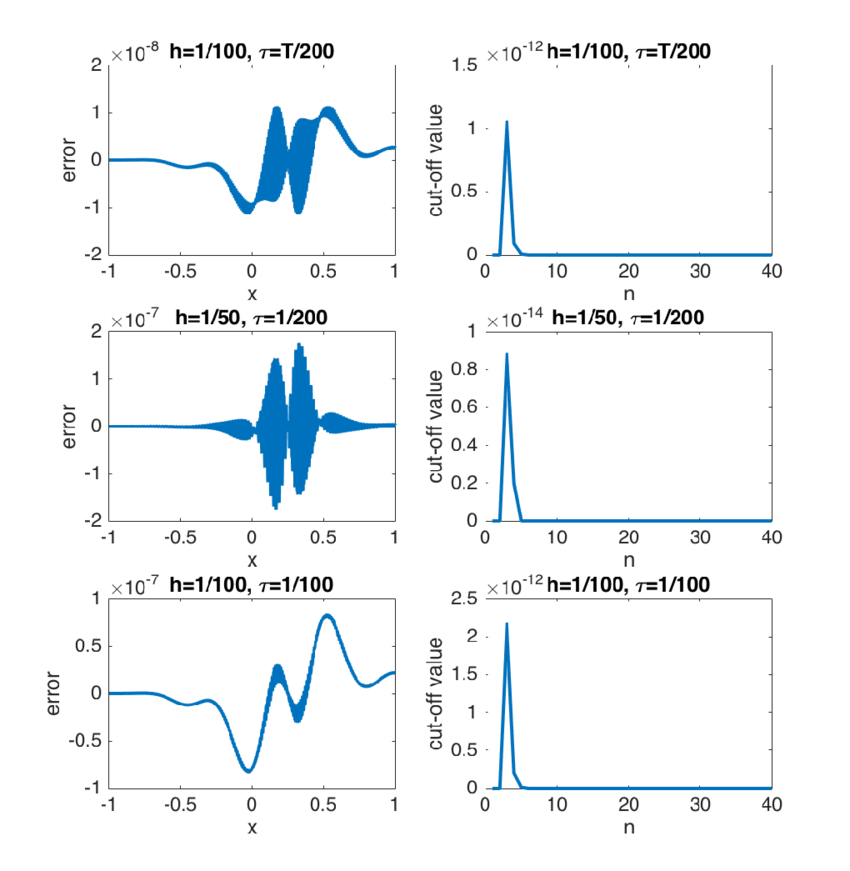 ×10⁻⁸ h=1/100, τ=T/200
2
1
0
-1
-2
error
-1 -0.5 0 0.5 1
x
×10⁻¹² h=1/100, τ=T/200
1.5
1
0.5
0
cut-off value
0 10 20 30 40
n
×10⁻⁷ h=1/50, τ=1/200
2
1
0
-1
-2
error
-1 -0.5 0 0.5 1
x
×10⁻¹⁴ h=1/50, τ=1/200
1
0.8
0.6
0.4
0.2
0
cut-off value
0 10 20 30 40
n
×10⁻⁷ h=1/100, τ=1/100
1
0.5
0
-0.5
-1
error
-1 -0.5 0 0.5 1
x
×10⁻¹² h=1/100, τ=1/100
2.5
2
1.5
1
0.5
0
cut-off value
0 10 20 30 40
n